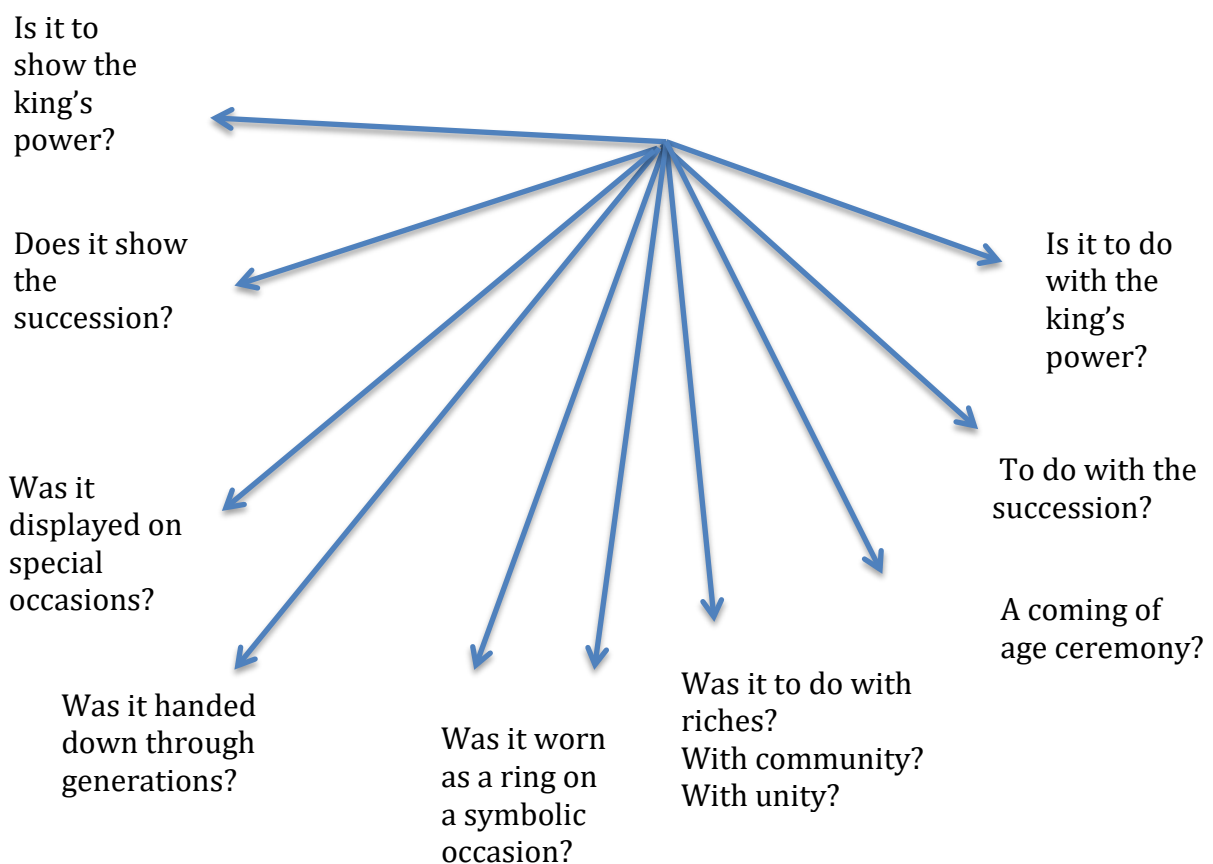 Is it to
show the
king’s
power?
Does it show
the
succession?
Was it
displayed on
special
occasions?
Was it handed
down through
generations?
Was it worn
as a ring on
a symbolic
occasion?
Was it to do with
riches?
With community?
With unity?
A coming of
age ceremony?
To do with the
succession?
Is it to do
with the
king’s
power?